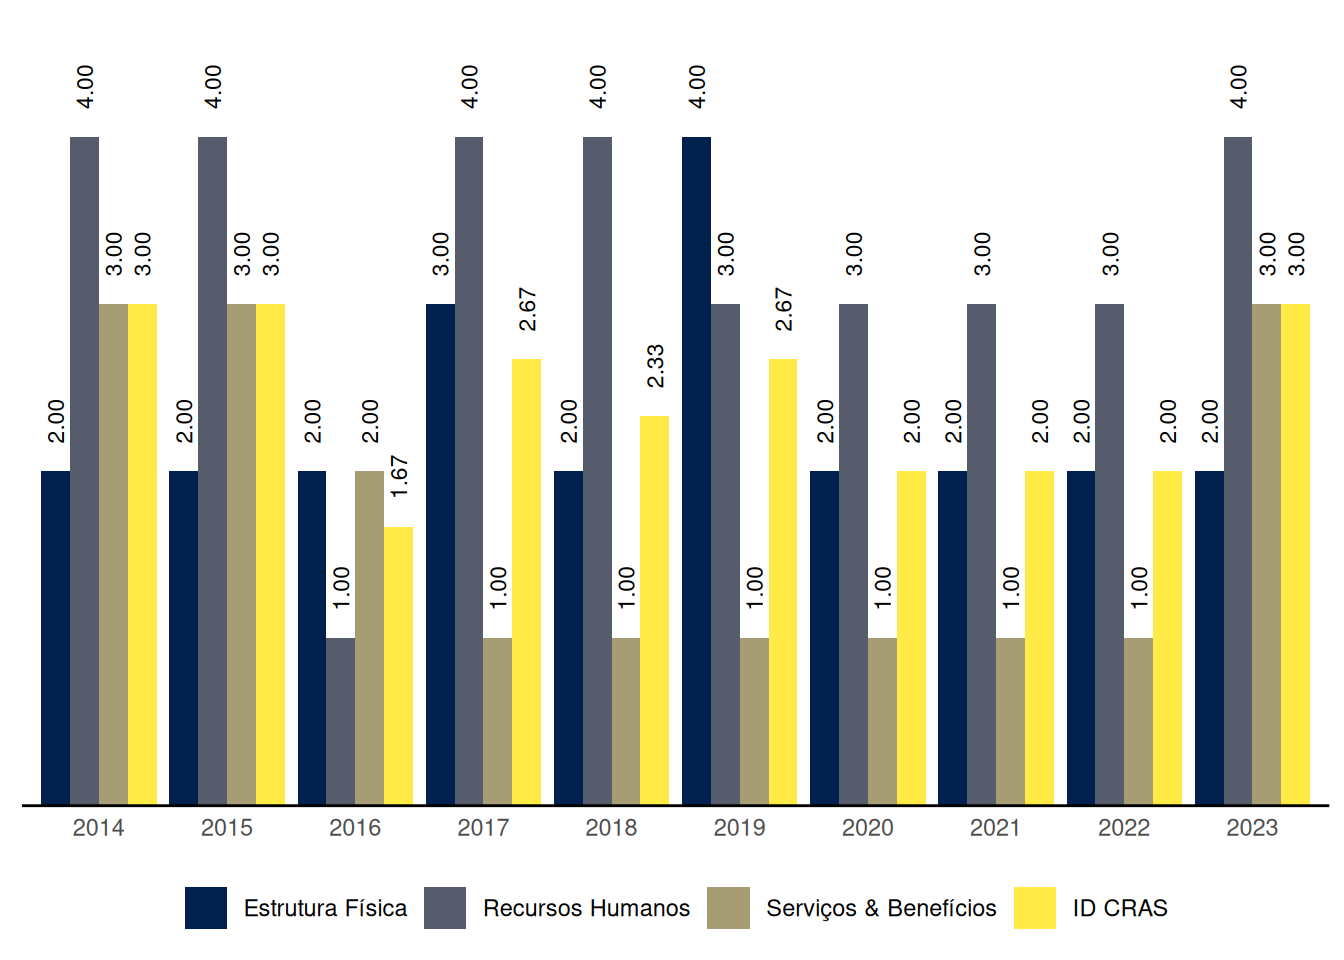 4.00 4.00 4.00 4.00 4.00 4.00
3.00 3.00 3.00 3.00 3.00 3.00 3.00 3.00 3.00 3.00 3.00
2.67 2.67
2.33
2.00 2.00 2.00 2.00 2.00 2.00 2.00 2.00 2.00 2.00 2.00 2.00
1.67
1.00 1.00 1.00 1.00 1.00 1.00 1.00
2014 2015 2016 2017 2018 2019 2020 2021 2022 2023
Estrutura Física Recursos Humanos Serviços & Benefícios ID CRAS